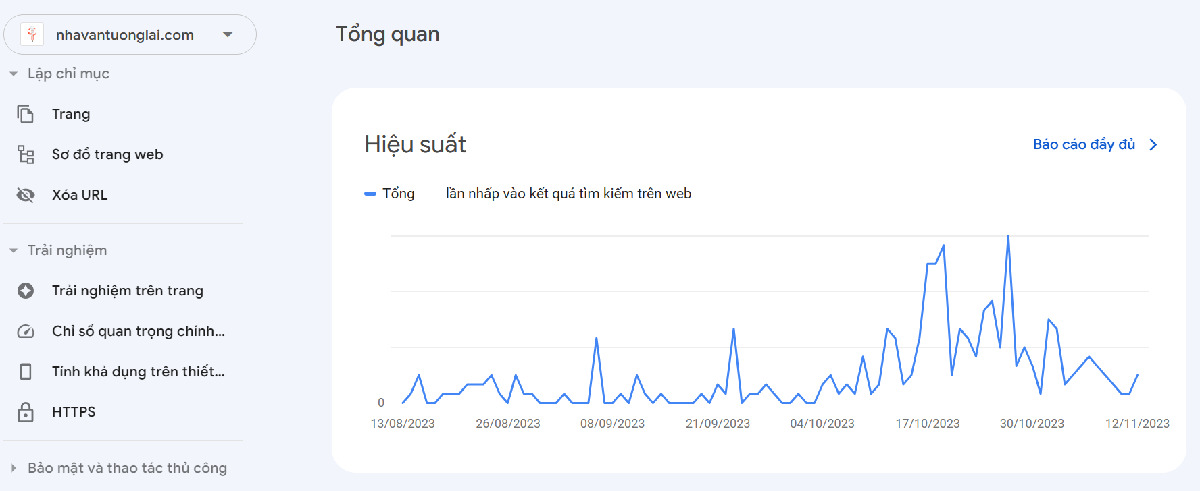 nhavantuonglai.com
Lập chỉ mục
Trang
Sơ đồ trang web
Xóa URL
Trải nghiệm
Trải nghiệm trên trang
Chỉ số quan trọng chính...
Tính khả dụng trên thiết...
HTTPS
Bảo mật và thao tác thủ công
Tổng quan
Hiệu suất
Báo cáo đầy đủ
Tổng lần nhấp vào kết quả tìm kiếm trên web
0
13/08/2023 26/08/2023 08/09/2023 21/09/2023 04/10/2023 17/10/2023 30/10/2023 12/11/2023